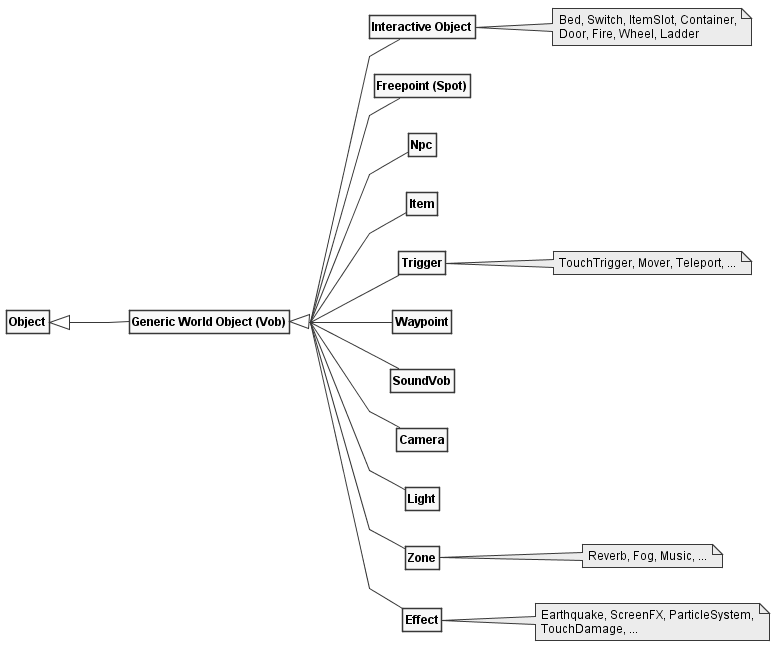 Interactive Object
Bed, Switch, ItemSlot, Container,
Door, Fire, Wheel, Ladder
Freepoint (Spot)
Npc
Item
Trigger
TouchTrigger, Mover, Teleport, ...
Object
Generic World Object (Vob)
Waypoint
SoundVob
Camera
Light
Zone
Reverb, Fog, Music, ...
Effect
Earthquake, ScreenFX, ParticleSystem,
TouchDamage, ...